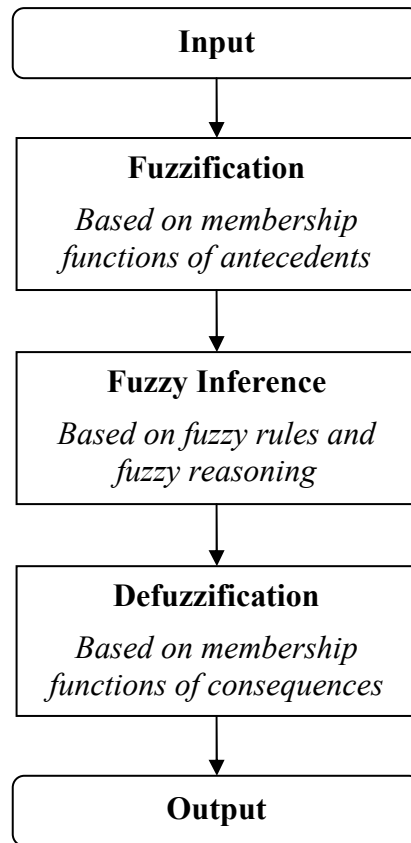 Input
Fuzzification
Based on membership
functions of antecedents
Fuzzy Inference
Based on fuzzy rules and
fuzzy reasoning
Defuzzification
Based on membership
functions of consequences
Output